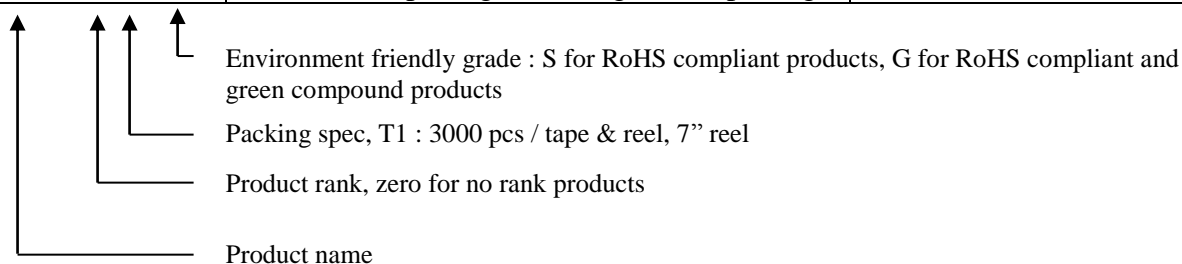 Environment friendly grade : S for RoHS compliant products, G for RoHS compliant and
green compound products
Packing spec, T1 : 3000 pcs / tape & reel, 7” reel
Product rank, zero for no rank products
Product name